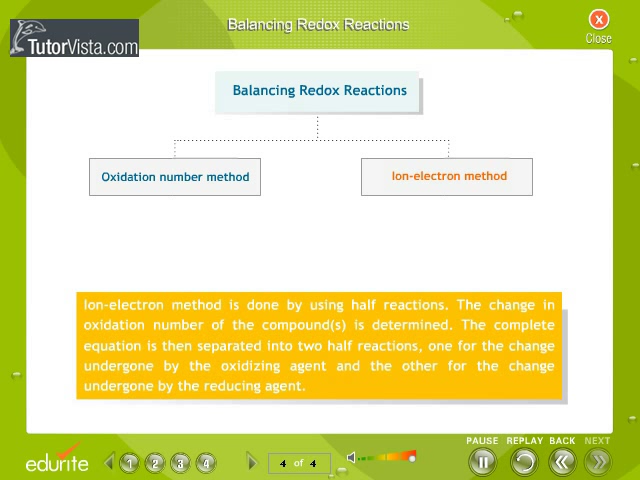 Balancing Redox Reactions
X
Close
TutorVista.com
Balancing Redox Reactions
Oxidation number method
Ion-electron method
Ion-electron method is done by using half reactions. The change in
oxidation number of the compound(s) is determined. The complete
equation is then separated into two half reactions, one for the change
undergone by the oxidizing agent and the other for the change
undergone by the reducing agent.
PAUSE REPLAY BACK NEXT
edurite
1 2 3 4
4 of 4